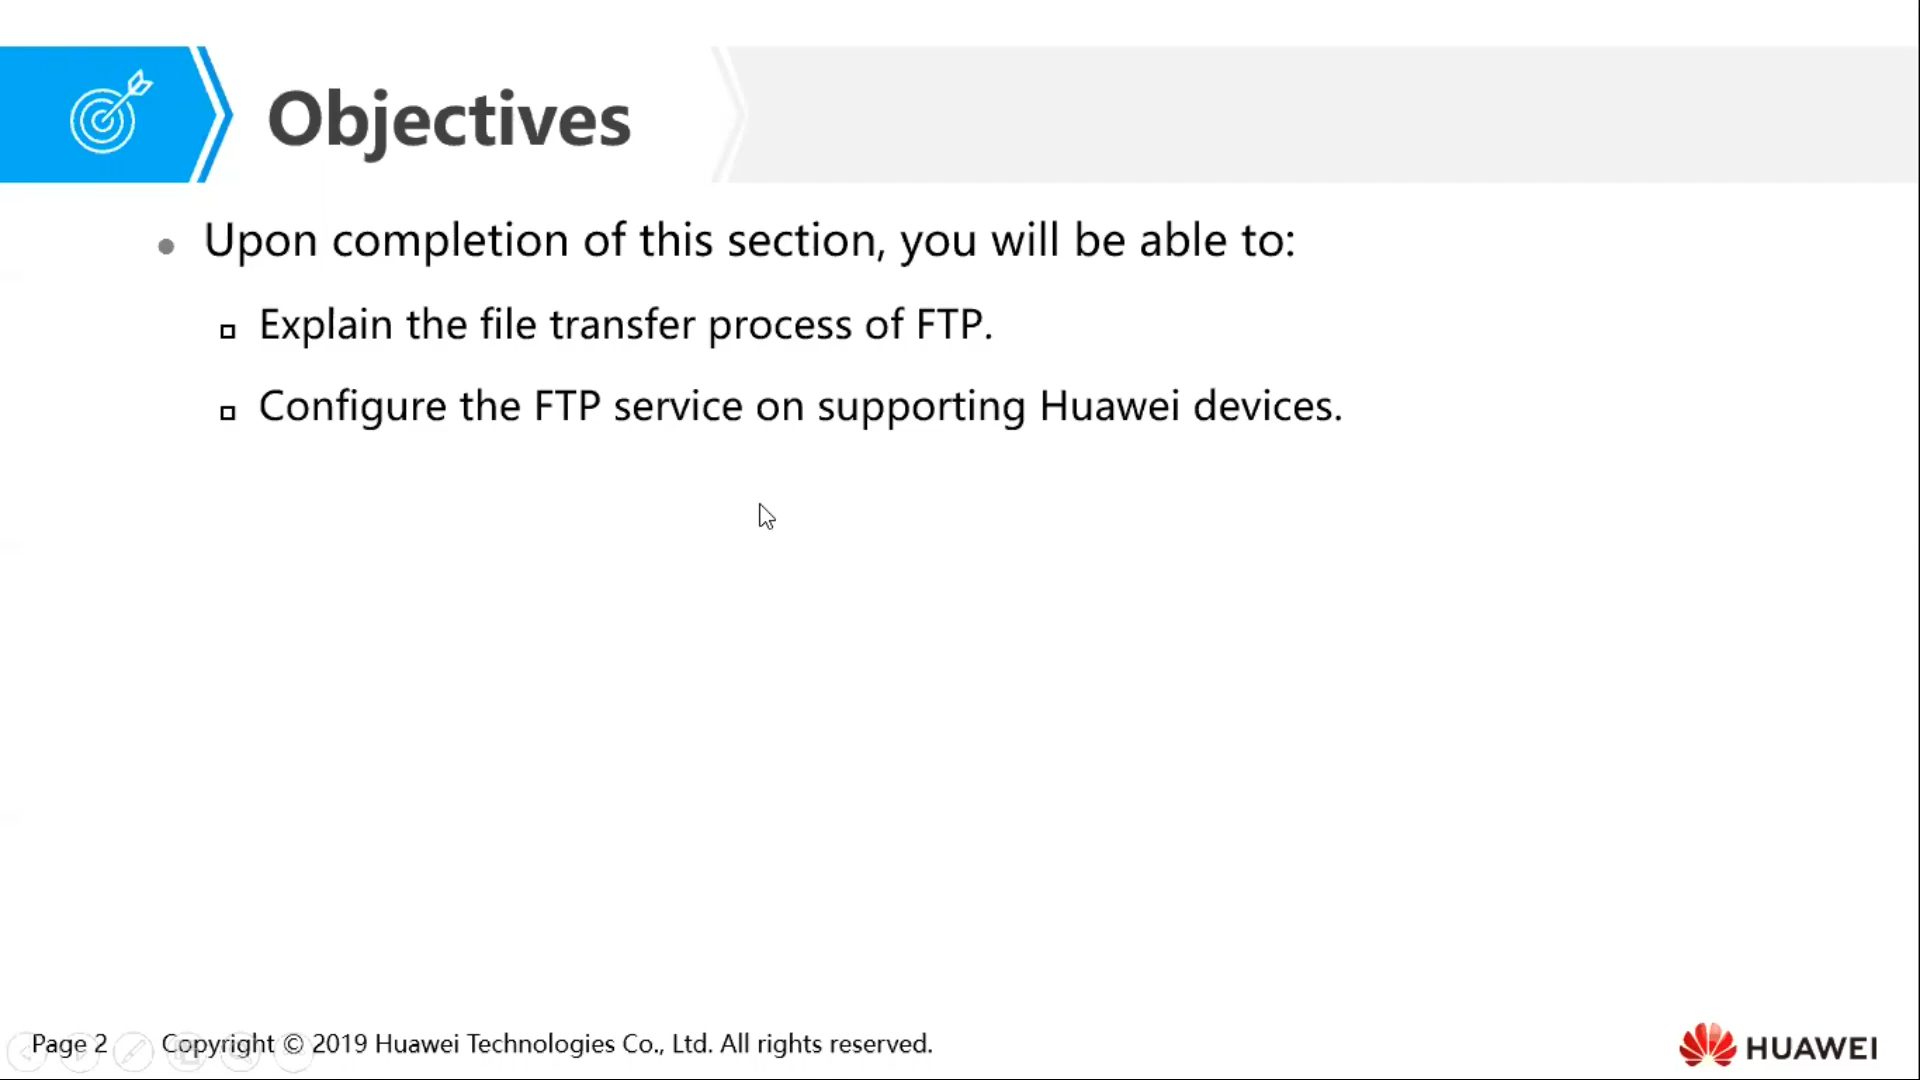 Objectives
Upon completion of this section, you will be able to:
Explain the file transfer process of FTP.
Configure the FTP service on supporting Huawei devices.
Page 2 Copyright © 2019 Huawei Technologies Co., Ltd. All rights reserved.
HUAWEI